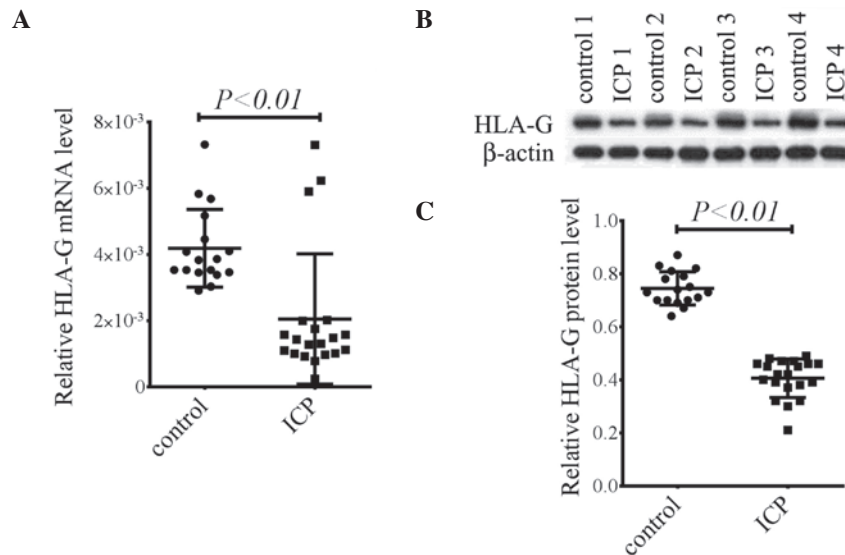 A
P<0.01
Relative HLA-G mRNA level
8×10⁻³
6×10⁻³
4×10⁻³
2×10⁻³
0
control
ICP
B
control 1
ICP 1
control 2
ICP 2
control 3
ICP 3
control 4
ICP 4
HLA-G
β-actin
C
P<0.01
Relative HLA-G protein level
1.0
0.8
0.6
0.4
0.2
0.0
control
ICP